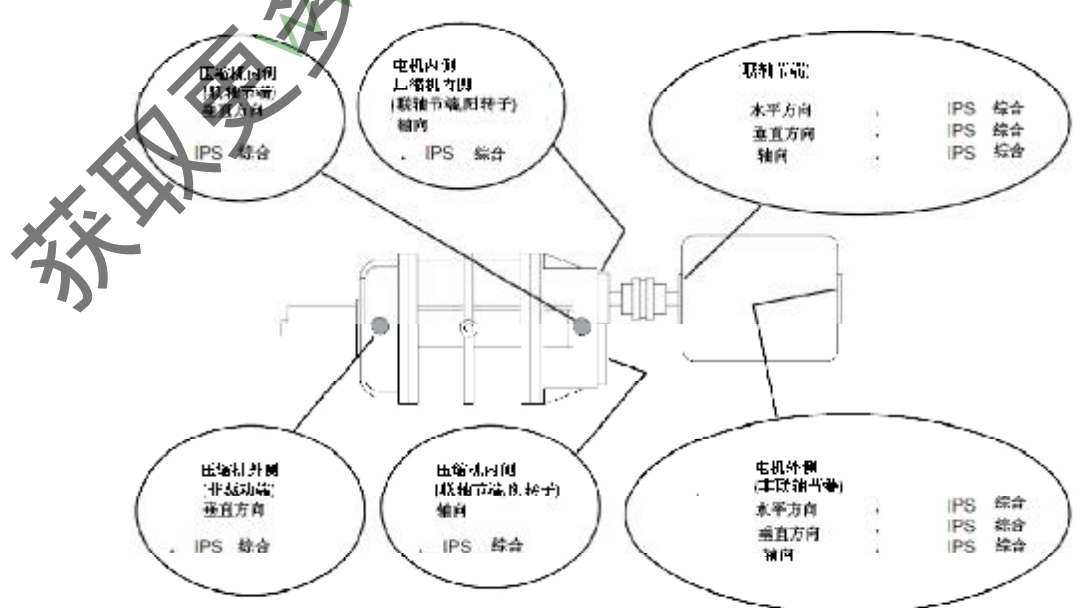 获取更多
压缩机内侧
(联轴节端)
垂直方向
. IPS 综合
电机内侧
压缩机内侧
(联轴节端,阳转子)
轴向
. IPS 综合
(联轴节端)
水平方向 . IPS 综合
垂直方向 . IPS 综合
轴向 . IPS 综合
压缩机外侧
(非驱动端)
垂直方向
. IPS 综合
压缩机内侧
(联轴节端,阴转子)
轴向
. IPS 综合
电机外侧
(非联轴节端)
水平方向 . IPS 综合
垂直方向 . IPS 综合
轴向 . IPS 综合